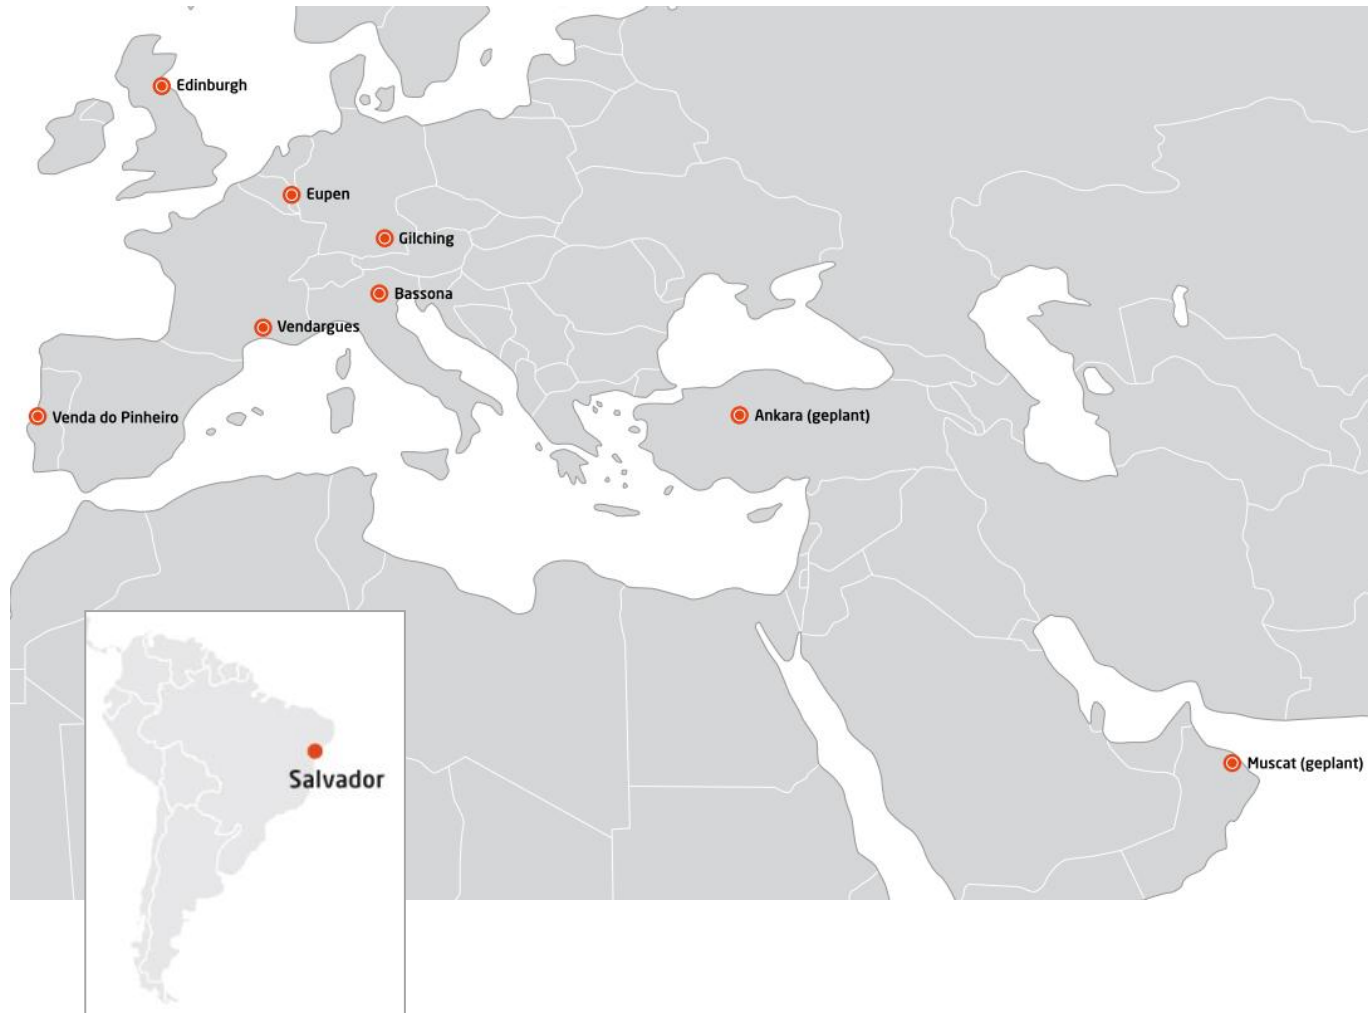 Edinburgh
Eupen
Gilching
Bassona
Vendargues
Venda do Pinheiro
Ankara (geplant)
Muscat (geplant)
Salvador